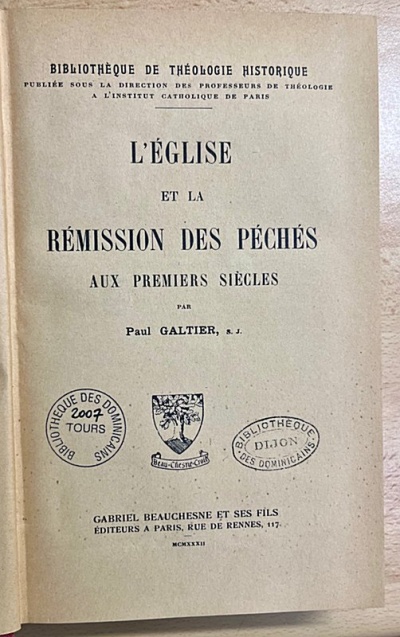 BIBLIOTHÈQUE DE THÉOLOGIE HISTORIQUE
PUBLIÉE SOUS LA DIRECTION DES PROFESSEURS DE THÉOLOGIE
A L'INSTITUT CATHOLIQUE DE PARIS
L'ÉGLISE
ET LA
RÉMISSION DES PÉCHÉS
AUX PREMIERS SIÈCLES
PAR
Paul GALTIER, S. J.
BIBLIOTHEQUE DES DOMINICAINS
2007
TOURS
Beau-Chesne-Croit
BIBLIOTHÈQUE
DIJON
DES DOMINICAINS
GABRIEL BEAUCHESNE ET SES FILS
ÉDITEURS A PARIS, RUE DE RENNES, 117
MCMXXXII